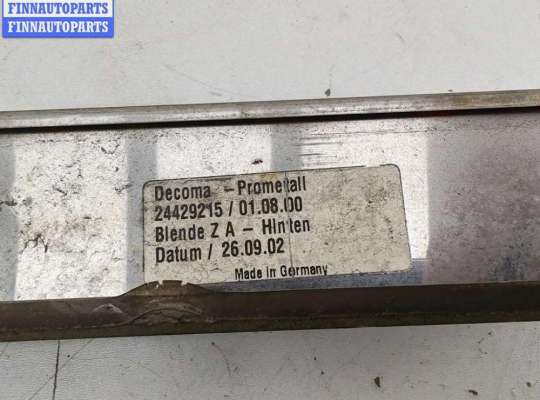 FINNAUTOPARTS
FINNAUTOPARTS
Decoma - Prometall
24429215 / 01.08.00
Blende Z A - Hinten
Datum / 26.09.02
Made in Germany